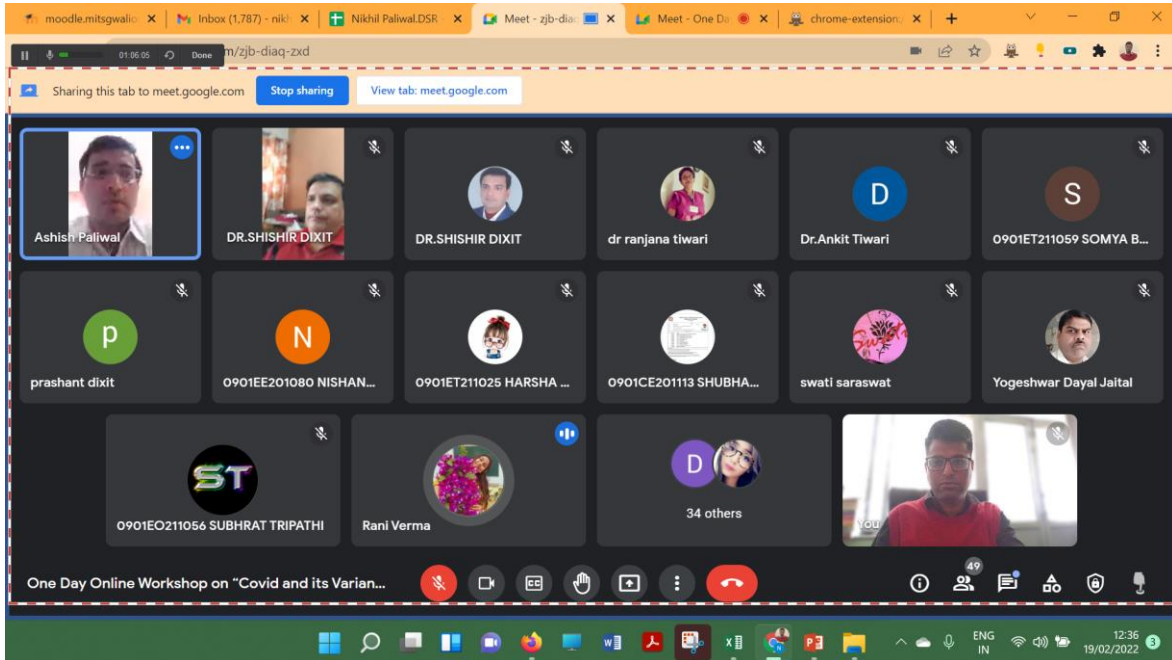 moodle.mitsgwalio
Inbox (1,787) - nikh
Nikhil Paliwal.DSR
Meet - zjb-diac
Meet - One Da
chrome-extension:/
01:06:05
Done
m/zjb-diaq-zxd
Sharing this tab to meet.google.com
Stop sharing
View tab: meet.google.com
Ashish Paliwal
DR.SHISHIR DIXIT
DR.SHISHIR DIXIT
dr ranjana tiwari
D
Dr.Ankit Tiwari
S
0901ET211059 SOMYA B...
p
prashant dixit
N
0901EE201080 NISHAN...
0901ET211025 HARSHA ...
0901CE201113 SHUBHA...
swati saraswat
Yogeshwar Dayal Jaital
ST
0901EO211056 SUBHRAT TRIPATHI
Rani Verma
D
34 others
You
One Day Online Workshop on “Covid and its Varian...
CC
49
ENG
IN
12:36
19/02/2022
3